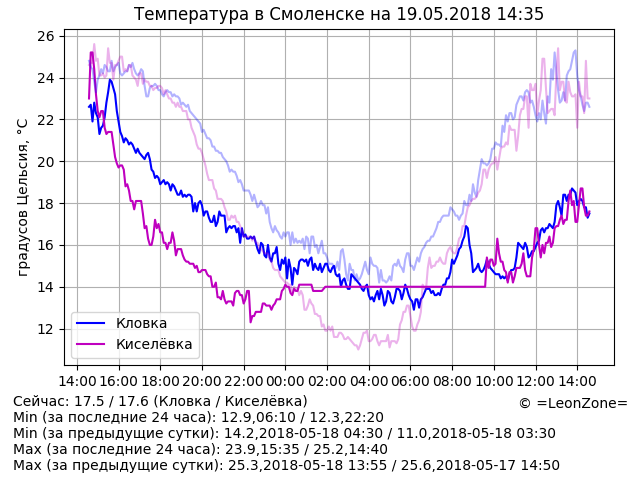 Температура в Смоленске на 19.05.2018 14:35
градусов Цельсия, °C
26
24
22
20
18
16
14
12
Кловка
Киселёвка
14:00 16:00 18:00 20:00 22:00 00:00 02:00 04:00 06:00 08:00 10:00 12:00 14:00
Сейчас: 17.5 / 17.6 (Кловка / Киселёвка)
© =LeonZone=
Min (за последние 24 часа): 12.9,06:10 / 12.3,22:20
Min (за предыдущие сутки): 14.2,2018-05-18 04:30 / 11.0,2018-05-18 03:30
Max (за последние 24 часа): 23.9,15:35 / 25.2,14:40
Max (за предыдущие сутки): 25.3,2018-05-18 13:55 / 25.6,2018-05-17 14:50